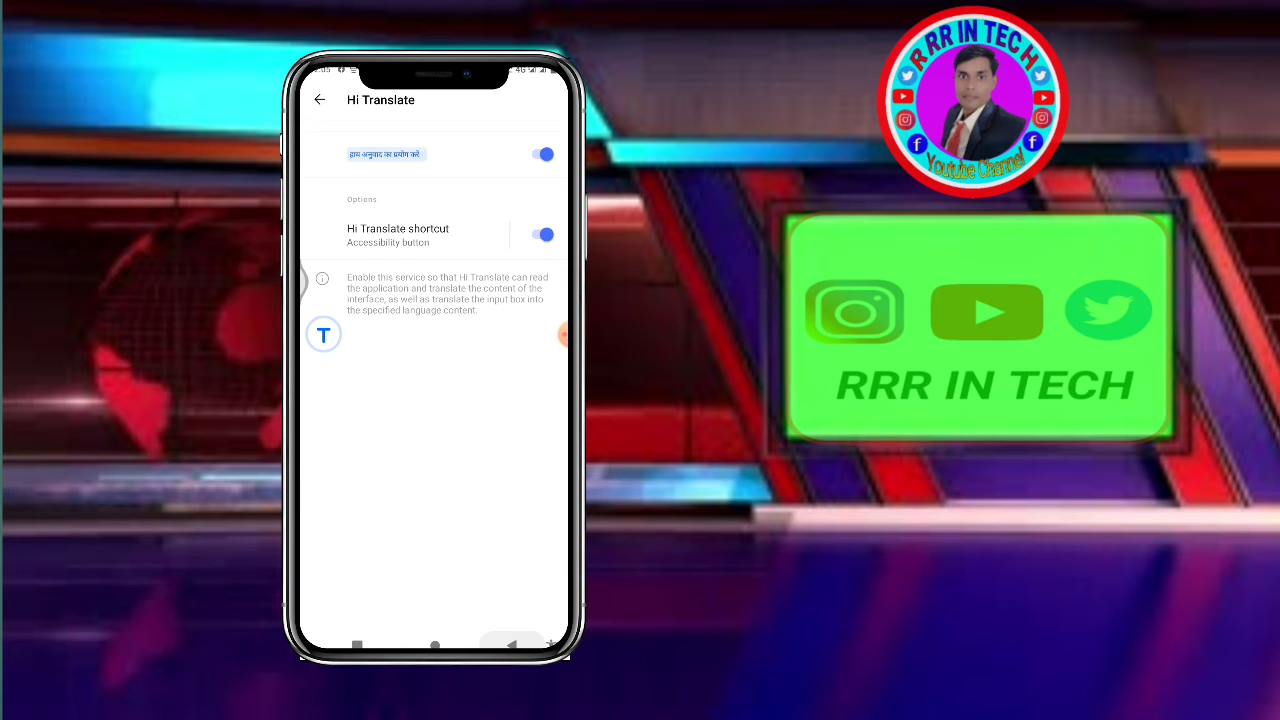 4G
Hi Translate
हाय अनुवाद का प्रयोग करें
Options
Hi Translate shortcut
Accessibility button
Enable this service so that Hi Translate can read
the application and translate the content of the
interface, as well as translate the input box into
the specified language content.
T
R RR IN TECH
Youtube Channel
RRR IN TECH